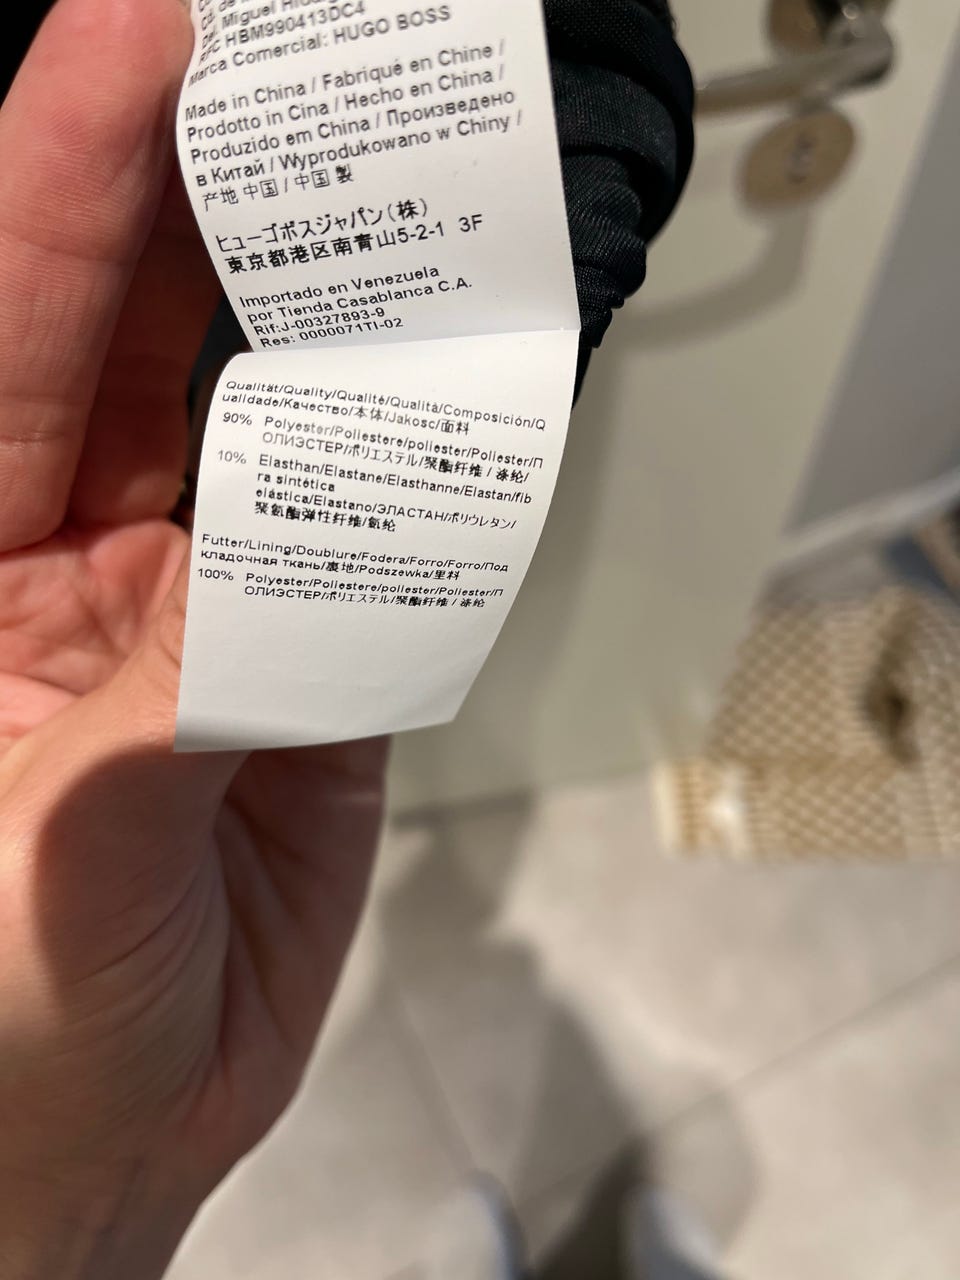 Del. Miguel
RFC HBM990413DC4
Marca Comercial: HUGO BOSS
Made in China / Fabriqué en Chine /
Prodotto in Cina / Hecho en China /
Produzido em China / Произведено
в Китай / Wyprodukowano w Chiny /
产地 中国 / 中国 製
ヒューゴボスジャパン(株)
東京都港区南青山5-2-1 3F
Importado en Venezuela
por Tienda Casablanca C.A.
Rif:J-00327893-9
Res: 0000071TI-02
Qualität/Quality/Qualité/Qualità/Composición/Q
ualidade/Качество/本体/Jakosc/面料
90% Polyester/Poliestere/poliester/Polyester/П
ОЛИЭСТЕР/ポリエステル/聚酯纤维 / 涤纶/
10% Elasthan/Elastane/Elasthanne/Elastan/fib
ra sintética
elástica/Elastano/ЭЛАСТАН/ポリウレタン/
聚氨酯弹性纤维/氨纶
Futter/Lining/Doublure/Fodera/Forro/Forro/Под
кладочная ткань/裏地/Podszewka/里料
100% Polyester/Poliestere/poliester/Polyester/П
ОЛИЭСТЕР/ポリエステル/聚酯纤维 / 涤纶